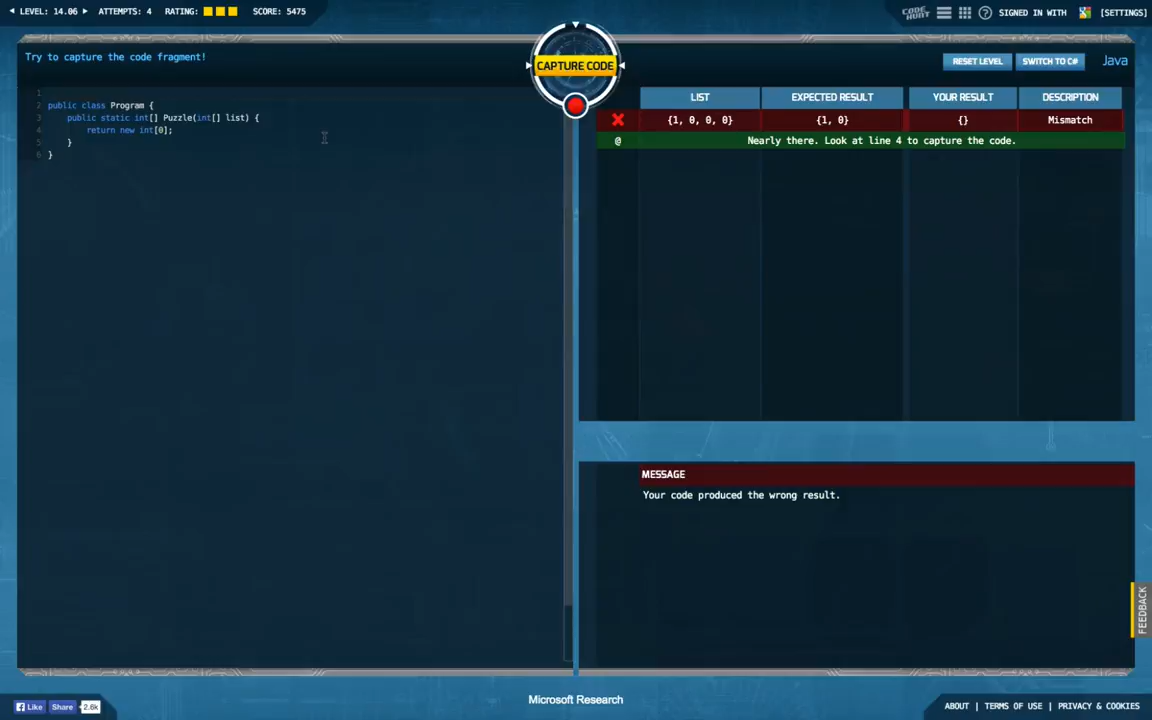 LEVEL: 14.06 ATTEMPTS: 4 RATING: SCORE: 5475
CODE HUNT
? SIGNED IN WITH [SETTINGS]
Try to capture the code fragment!
CAPTURE CODE
RESET LEVEL SWITCH TO C# Java
1
2 public class Program {
3 public static int[] Puzzle(int[] list) {
4 return new int[0];
5 }
6 }
LIST EXPECTED RESULT YOUR RESULT DESCRIPTION
{1, 0, 0, 0} {1, 0} {} Mismatch
@ Nearly there. Look at line 4 to capture the code.
MESSAGE
Your code produced the wrong result.
FEEDBACK
Like Share 2.6k
Microsoft Research
ABOUT | TERMS OF USE | PRIVACY & COOKIES